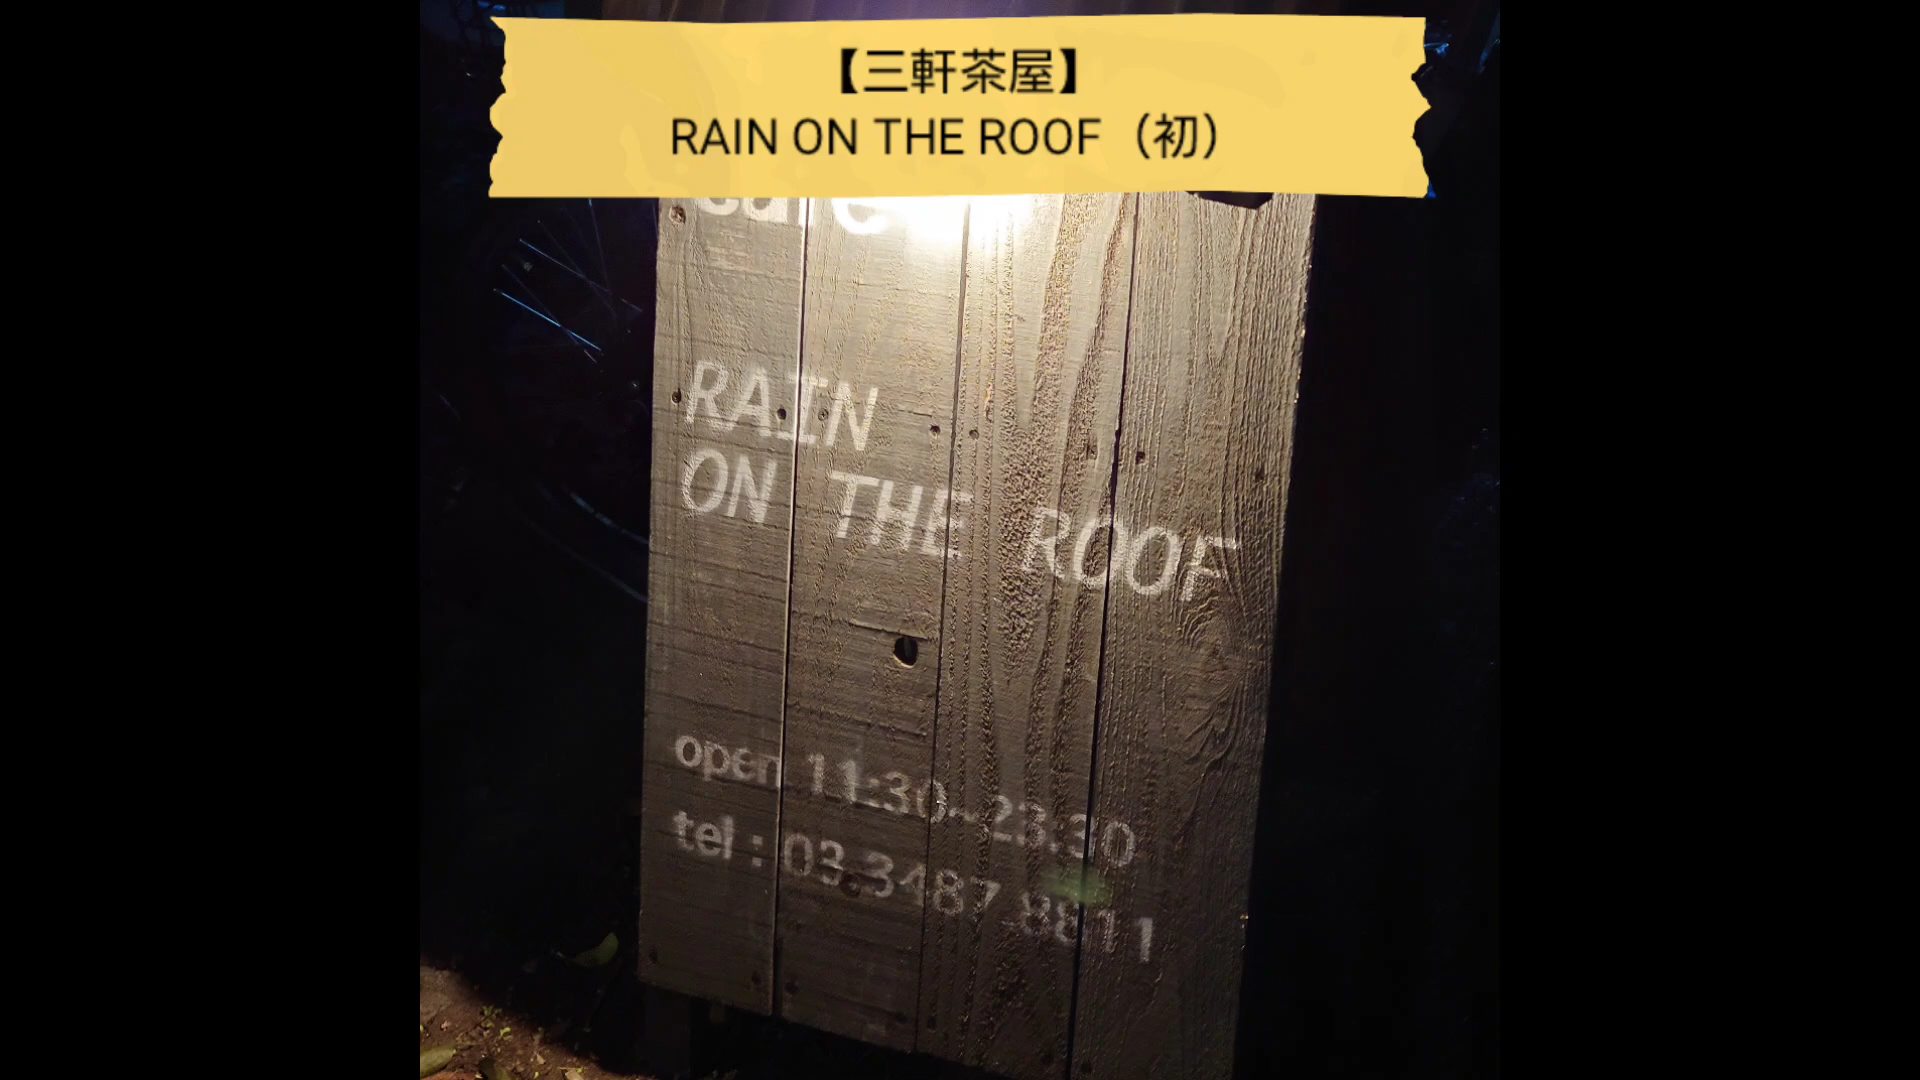 【三軒茶屋】
RAIN ON THE ROOF（初）
RAIN
ON THE ROOF
open 11:30~23:30
tel : 03.3487.8811